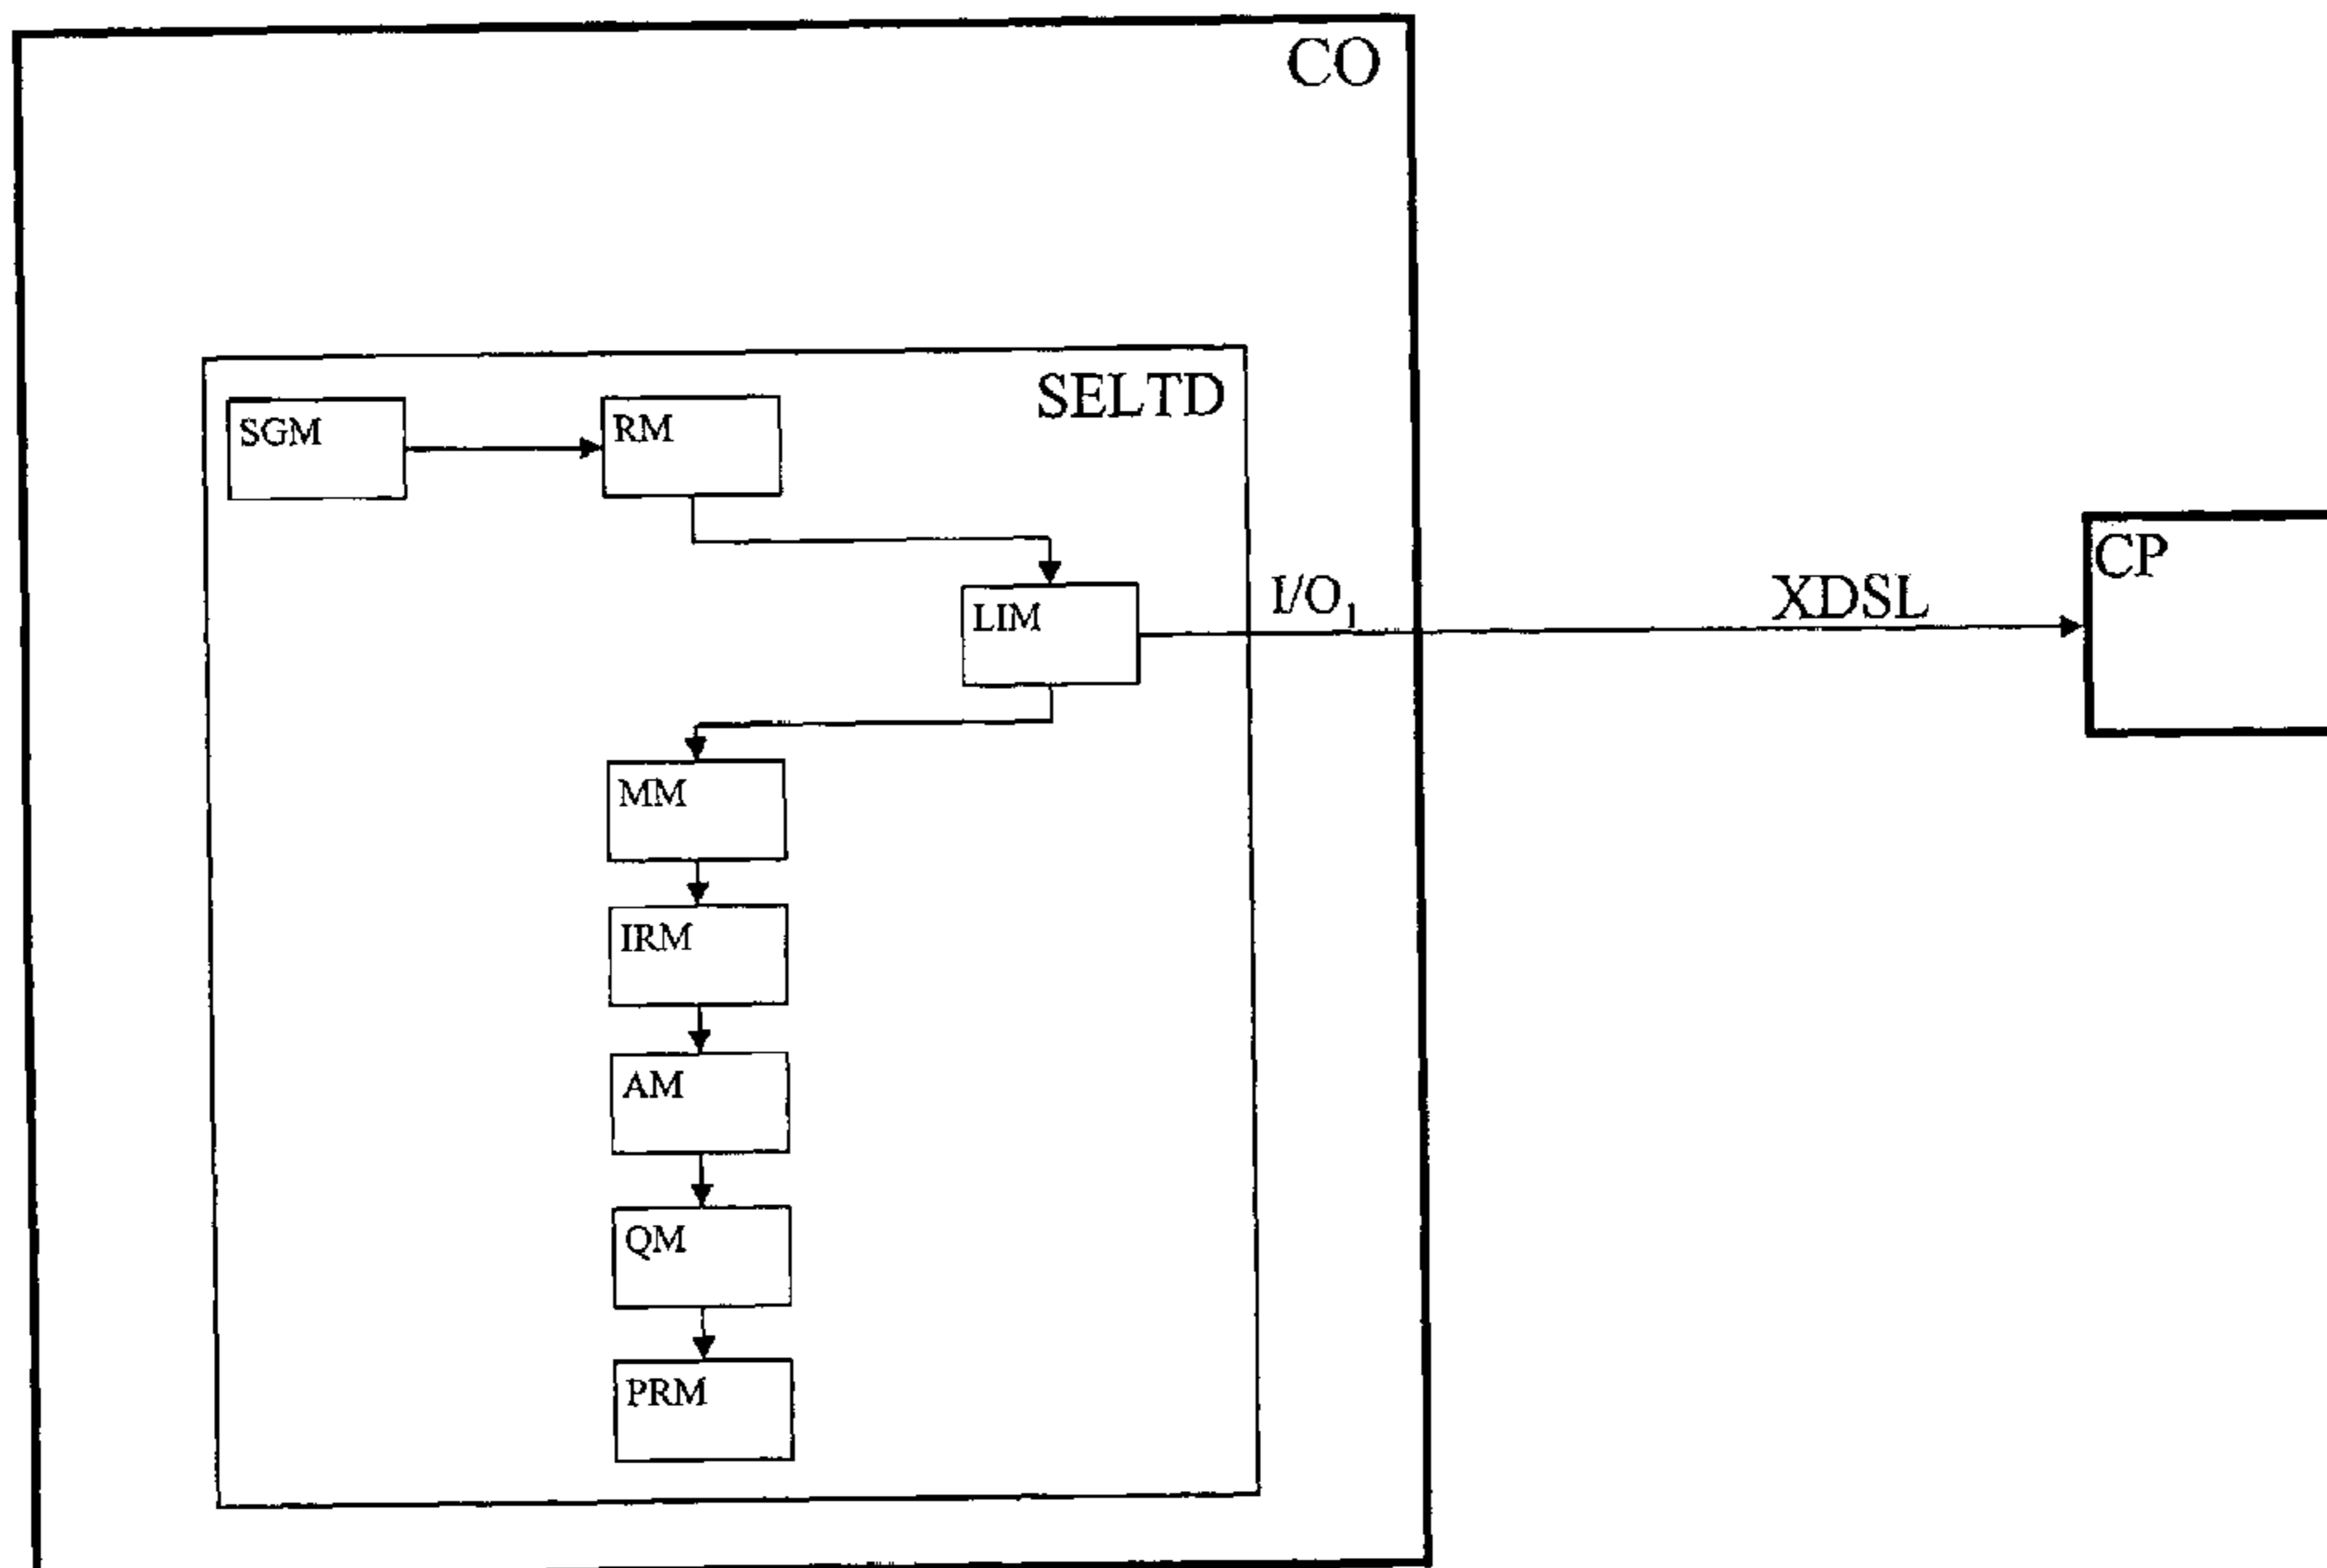 CO
SELTD
SGM
RM
LIM
I/O₁
XDSL
CP
MM
IRM
AM
QM
PRM